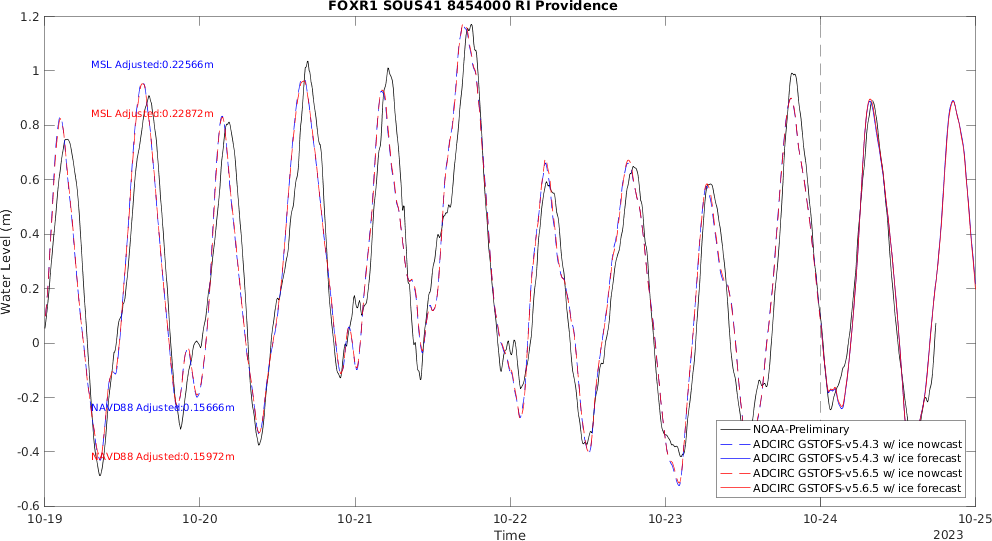 FOXR1 SOUS41 8454000 RI Providence
1.2
1
0.8
0.6
0.4
0.2
0
-0.2
-0.4
-0.6
Water Level (m)
MSL Adjusted:0.22566m
MSL Adjusted:0.22872m
NAVD88 Adjusted:0.15666m
NAVD88 Adjusted:0.15972m
NOAA-Preliminary
ADCIRC GSTOFS-v5.4.3 w/ ice nowcast
ADCIRC GSTOFS-v5.4.3 w/ ice forecast
ADCIRC GSTOFS-v5.6.5 w/ ice nowcast
ADCIRC GSTOFS-v5.6.5 w/ ice forecast
10-19 10-20 10-21 10-22 10-23 10-24 10-25
Time
2023